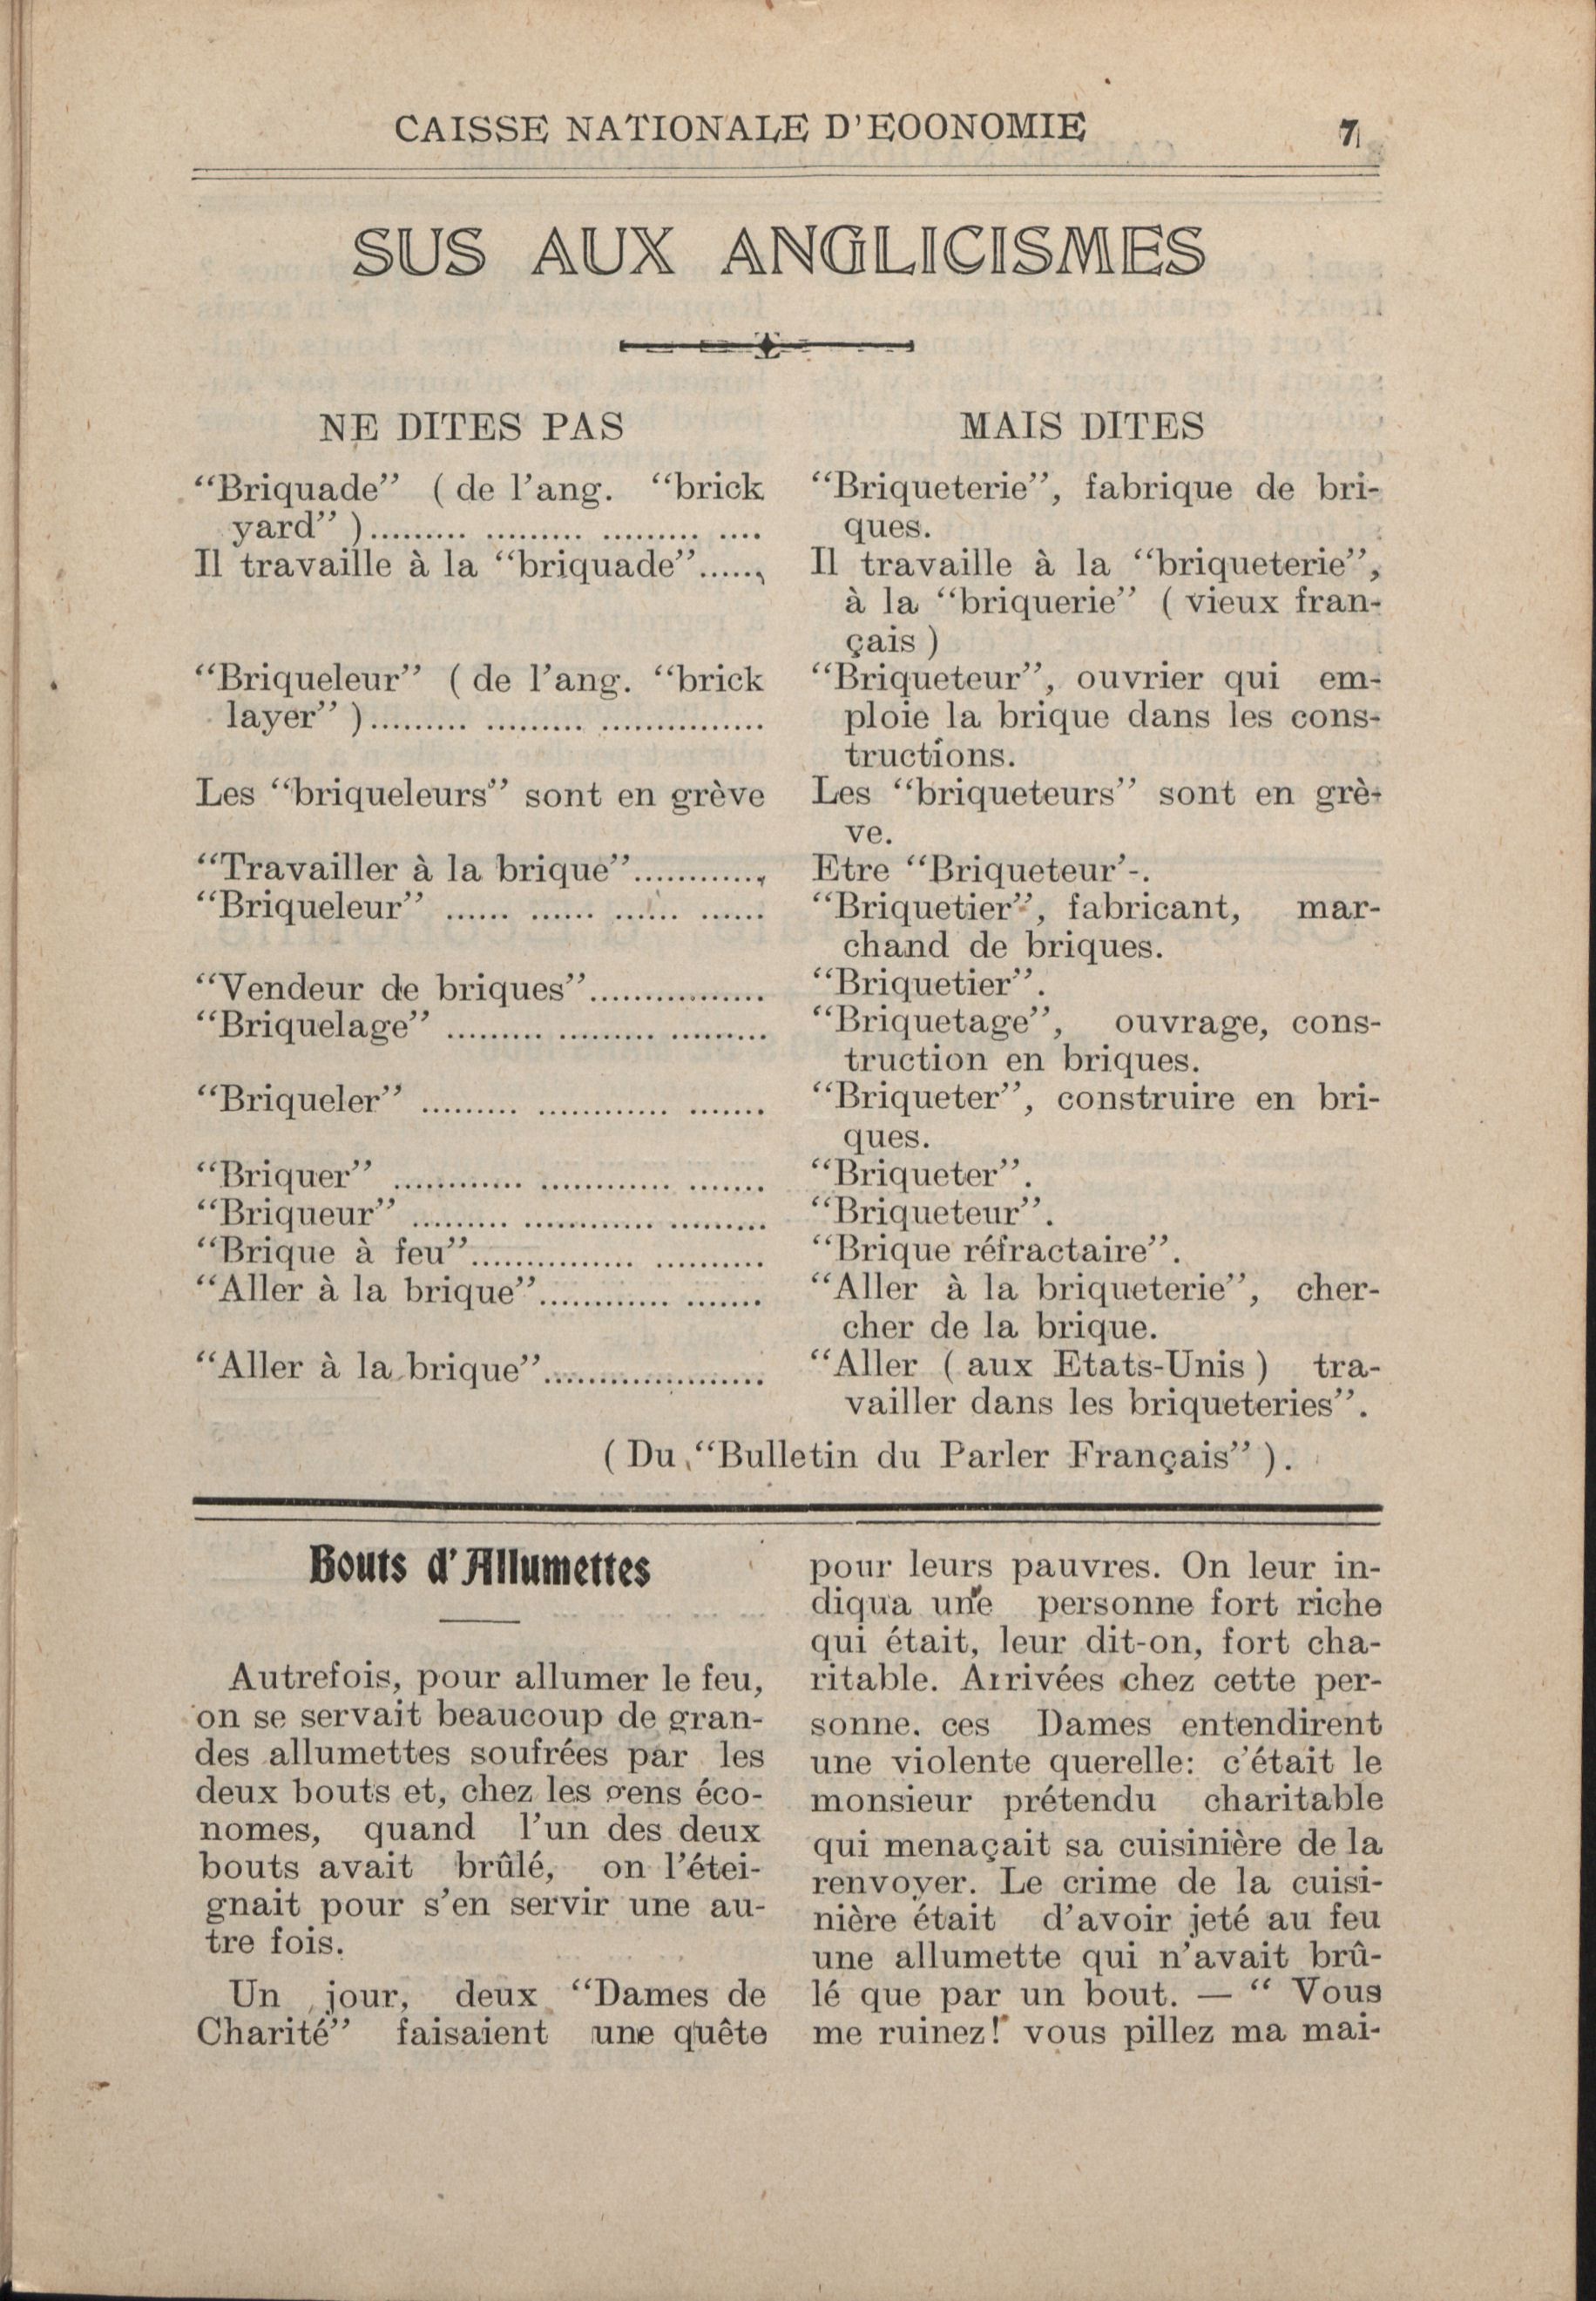 CAISSE NATIONALE D'EOONOMIE 7
SUS AUX ANGLICISMES
NE DITES PAS
"Briquade" ( de l'ang. "brick
yard" )......... ......... ......... ....
Il travaille à la "briquade".....,
"Briqueleur" ( de l'ang. "brick
layer" )......... ......... ...............
Les "briqueleurs" sont en grève
"Travailler à la brique"............,
"Briqueleur" ...... ...... ...... ......
"Vendeur de briques"................
"Briquelage" ......... ......... .........
"Briqueler" ......... ............ .......
"Briquer" ............ ............ .......
"Briqueur" ......... ............ .........
"Brique à feu"............... ..........
"Aller à la brique"............ .......
"Aller à la brique"....................
MAIS DITES
"Briqueterie", fabrique de bri-
ques.
Il travaille à la "briqueterie",
à la "briquerie" ( vieux fran-
çais )
"Briqueteur", ouvrier qui em-
ploie la brique dans les cons-
tructions.
Les "briqueteurs" sont en grè-
ve.
Etre "Briqueteur'-.
"Briquetier", fabricant, mar-
chand de briques.
"Briquetier".
"Briquetage", ouvrage, cons-
truction en briques.
"Briqueter", construire en bri-
ques.
"Briqueter".
"Briqueteur".
"Brique réfractaire".
"Aller à la briqueterie", cher-
cher de la brique.
"Aller ( aux Etats-Unis ) tra-
vailler dans les briqueteries".
( Du "Bulletin du Parler Français" ).
Bouts d'Allumettes
Autrefois, pour allumer le feu,
on se servait beaucoup de gran-
des allumettes soufrées par les
deux bouts et, chez les gens éco-
nomes, quand l'un des deux
bouts avait brûlé, on l'étei-
gnait pour s'en servir une au-
tre fois.
Un jour, deux "Dames de
Charité" faisaient une quête
pour leurs pauvres. On leur in-
diqua une personne fort riche
qui était, leur dit-on, fort cha-
ritable. Arrivées chez cette per-
sonne. ces Dames entendirent
une violente querelle: c'était le
monsieur prétendu charitable
qui menaçait sa cuisinière de la
renvoyer. Le crime de la cuisi-
nière était d'avoir jeté au feu
une allumette qui n'avait brû-
lé que par un bout. — " Vous
me ruinez! vous pillez ma mai-